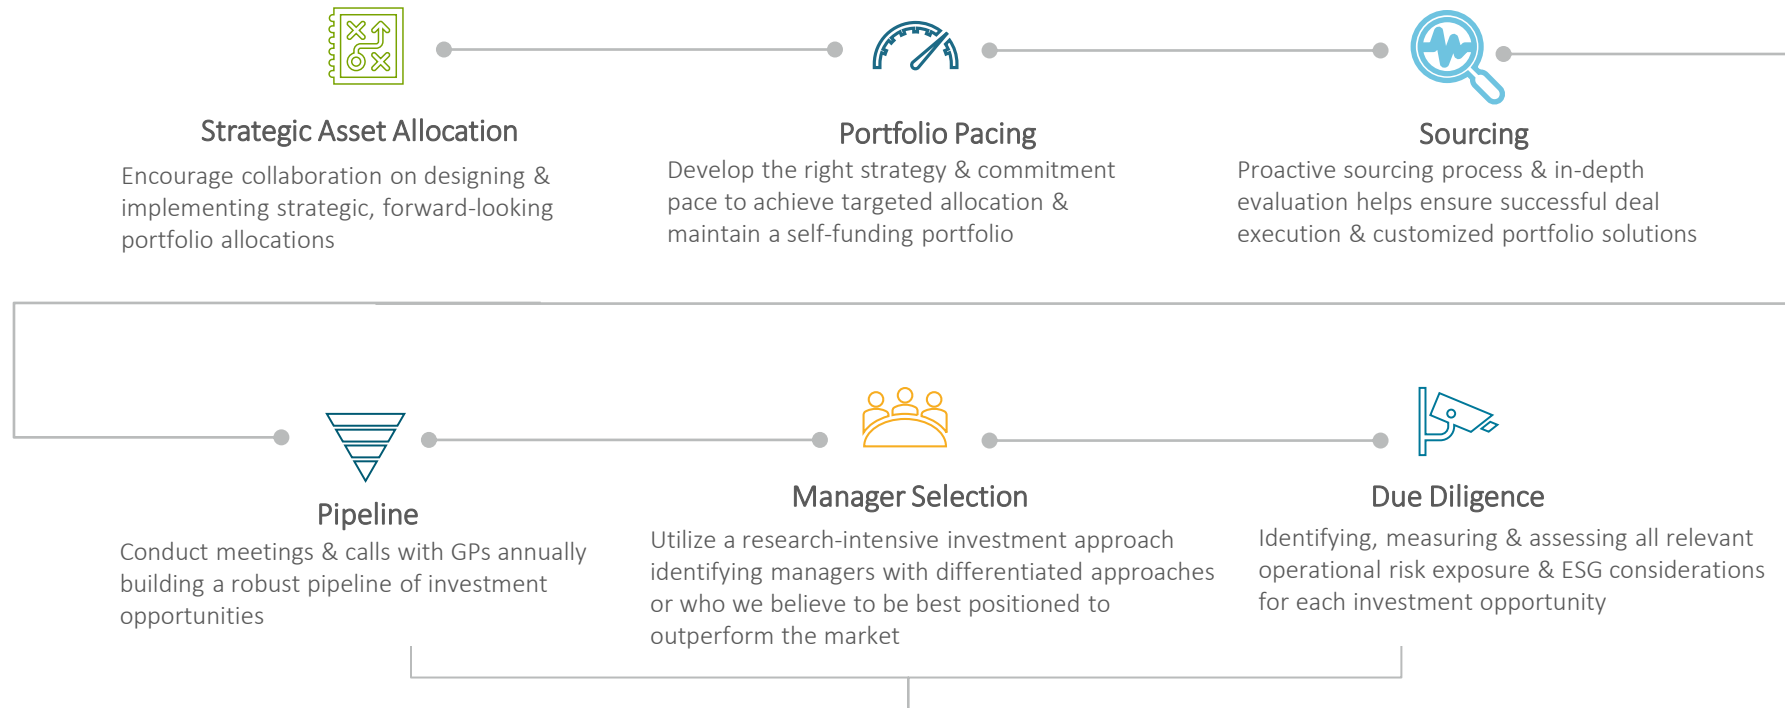 Strategic Asset Allocation
Encourage collaboration on designing &
implementing strategic, forward-looking
portfolio allocations
Portfolio Pacing
Develop the right strategy & commitment
pace to achieve targeted allocation &
maintain a self-funding portfolio
Sourcing
Proactive sourcing process & in-depth
evaluation helps ensure successful deal
execution & customized portfolio solutions
Pipeline
Conduct meetings & calls with GPs annually
building a robust pipeline of investment
opportunities
Manager Selection
Utilize a research-intensive investment approach
identifying managers with differentiated approaches
or who we believe to be best positioned to
outperform the market
Due Diligence
Identifying, measuring & assessing all relevant
operational risk exposure & ESG considerations
for each investment opportunity